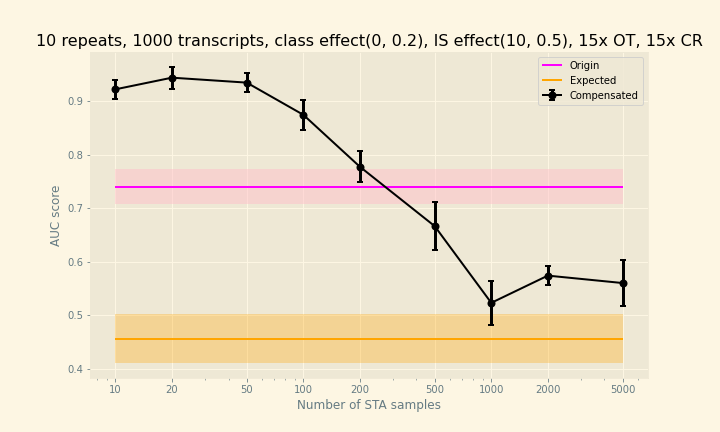 10 repeats, 1000 transcripts, class effect(0, 0.2), IS effect(10, 0.5), 15x OT, 15x CR
Origin
Expected
Compensated
0.9
0.8
0.7
0.6
0.5
0.4
AUC score
10 20 50 100 200 500 1000 2000 5000
Number of STA samples